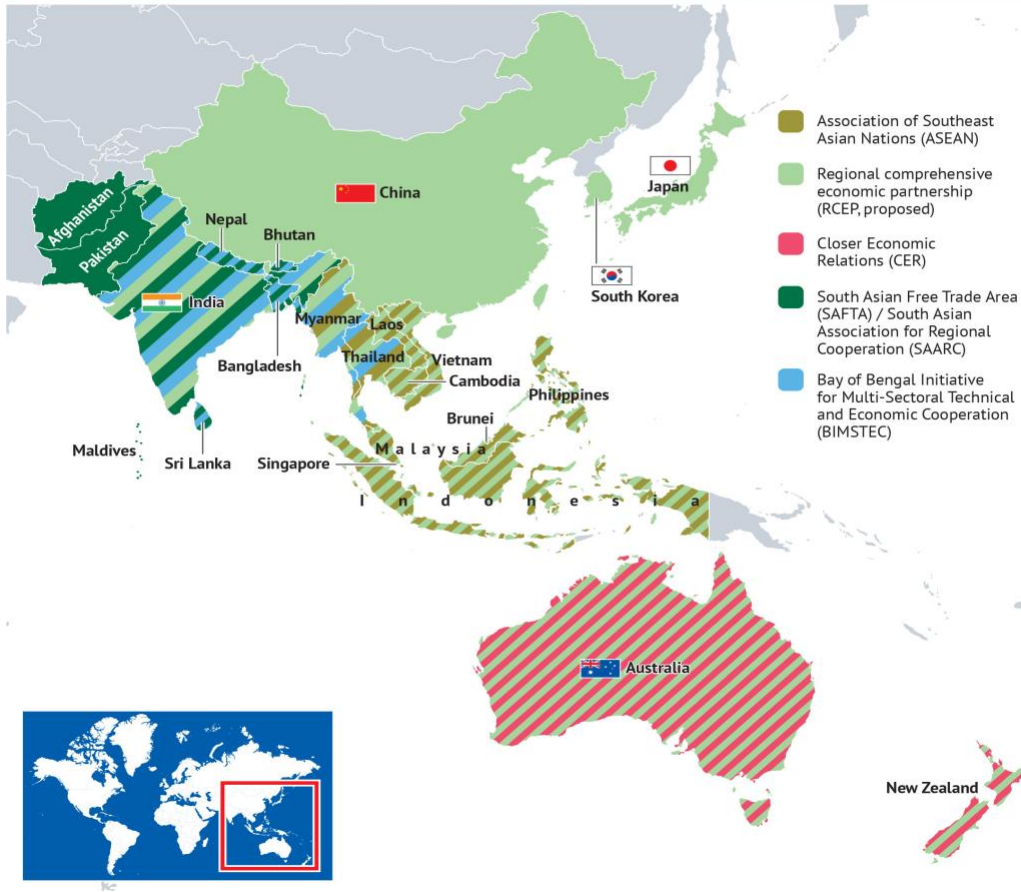 Association of Southeast
Asian Nations (ASEAN)
Regional comprehensive
economic partnership
(RCEP, proposed)
Closer Economic
Relations (CER)
South Asian Free Trade Area
(SAFTA) / South Asian
Association for Regional
Cooperation (SAARC)
Bay of Bengal Initiative
for Multi-Sectoral Technical
and Economic Cooperation
(BIMSTEC)
China
Japan
South Korea
Afghanistan
Pakistan
Nepal
Bhutan
India
Bangladesh
Myanmar
Laos
Thailand
Vietnam
Cambodia
Philippines
Brunei
Malaysia
Maldives
Sri Lanka
Singapore
Indonesia
Australia
New Zealand